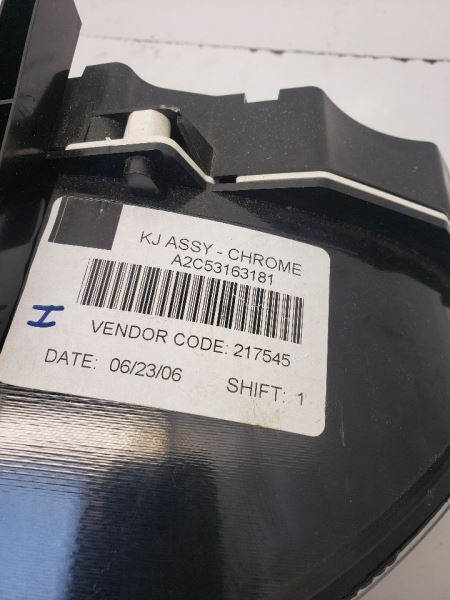 KJ ASSY - CHROME
A2C53163181
VENDOR CODE: 217545
DATE: 06/23/06 SHIFT: 1
I